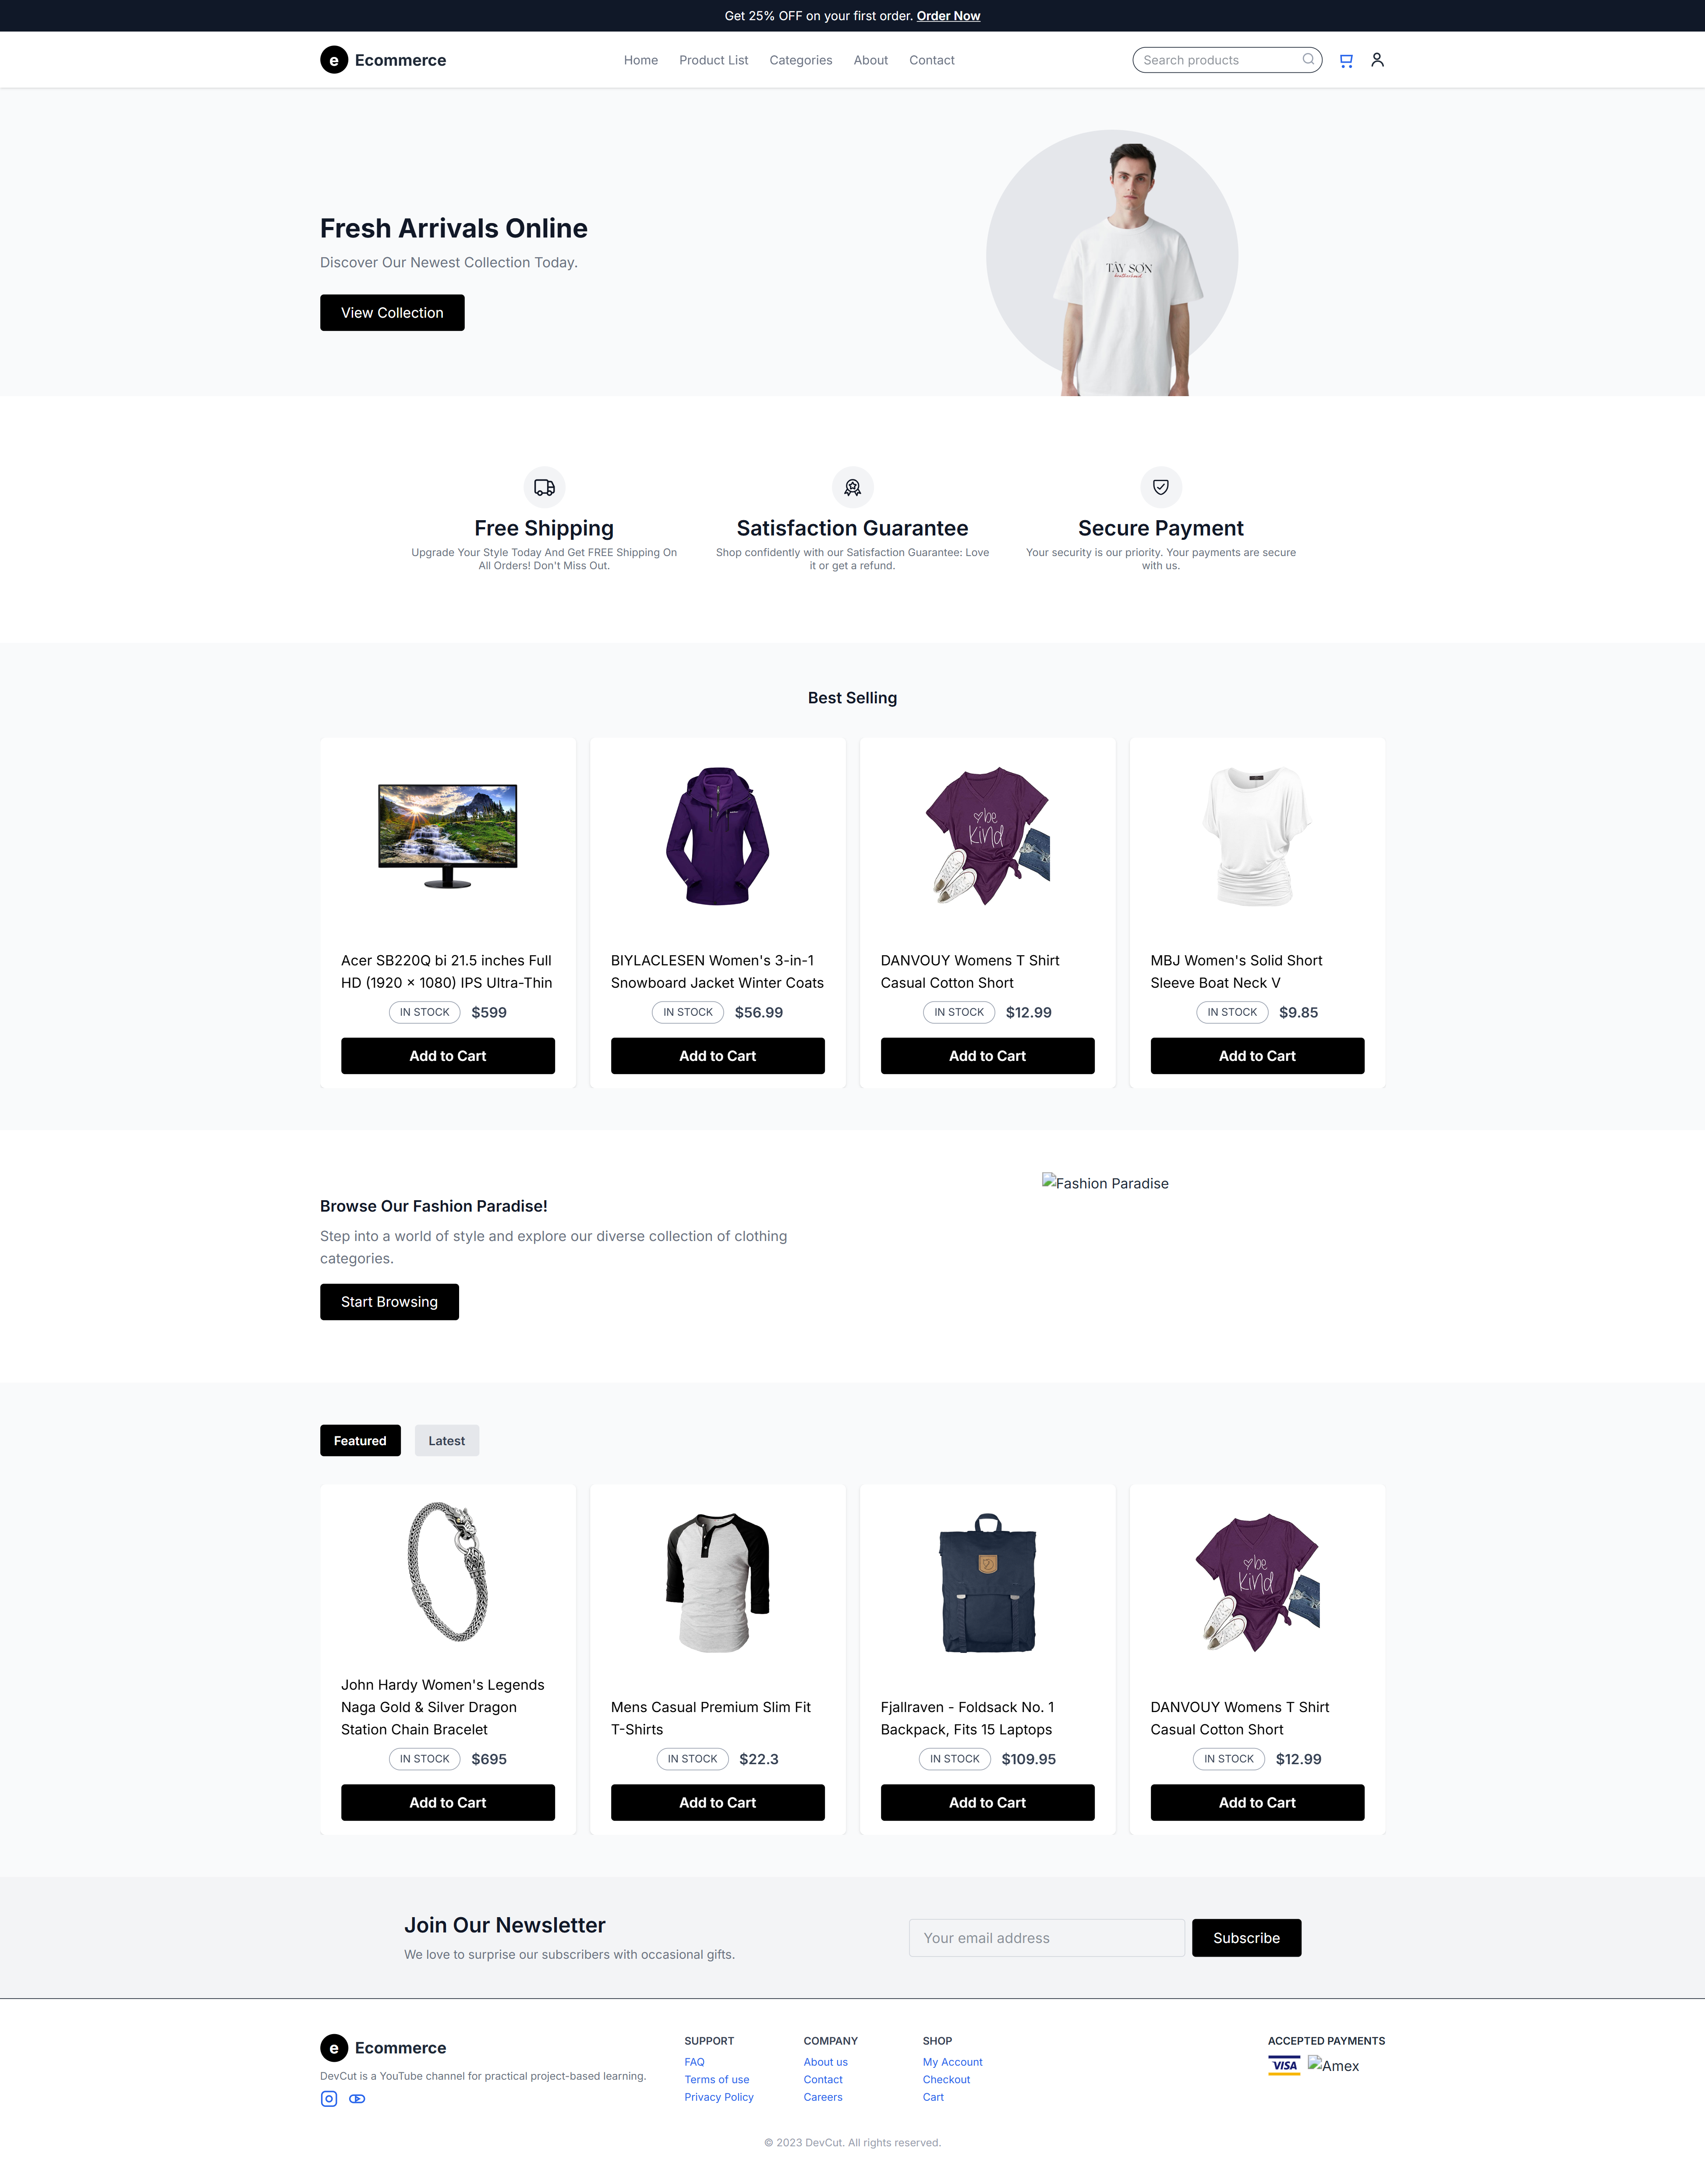 Get 25% OFF on your first order. Order Now
e Ecommerce
Home Product List Categories About Contact
Search products
Fresh Arrivals Online
Discover Our Newest Collection Today.
View Collection
TÂY SƠN
Free Shipping
Upgrade Your Style Today And Get FREE Shipping On
All Orders! Don't Miss Out.
Satisfaction Guarantee
Shop confidently with our Satisfaction Guarantee: Love
it or get a refund.
Secure Payment
Your security is our priority. Your payments are secure
with us.
Best Selling
Acer SB220Q bi 21.5 inches Full
HD (1920 × 1080) IPS Ultra-Thin
IN STOCK $599
Add to Cart
BIYLACLESEN Women's 3-in-1
Snowboard Jacket Winter Coats
IN STOCK $56.99
Add to Cart
be
kind
DANVOUY Womens T Shirt
Casual Cotton Short
IN STOCK $12.99
Add to Cart
MBJ Women's Solid Short
Sleeve Boat Neck V
IN STOCK $9.85
Add to Cart
Browse Our Fashion Paradise!
Step into a world of style and explore our diverse collection of clothing
categories.
Start Browsing
Fashion Paradise
Featured Latest
John Hardy Women's Legends
Naga Gold & Silver Dragon
Station Chain Bracelet
IN STOCK $695
Add to Cart
Mens Casual Premium Slim Fit
T-Shirts
IN STOCK $22.3
Add to Cart
Fjallraven - Foldsack No. 1
Backpack, Fits 15 Laptops
IN STOCK $109.95
Add to Cart
be
kind
DANVOUY Womens T Shirt
Casual Cotton Short
IN STOCK $12.99
Add to Cart
Join Our Newsletter
We love to surprise our subscribers with occasional gifts.
Your email address
Subscribe
e Ecommerce
DevCut is a YouTube channel for practical project-based learning.
SUPPORT
FAQ
Terms of use
Privacy Policy
COMPANY
About us
Contact
Careers
SHOP
My Account
Checkout
Cart
ACCEPTED PAYMENTS
VISA Amex
© 2023 DevCut. All rights reserved.